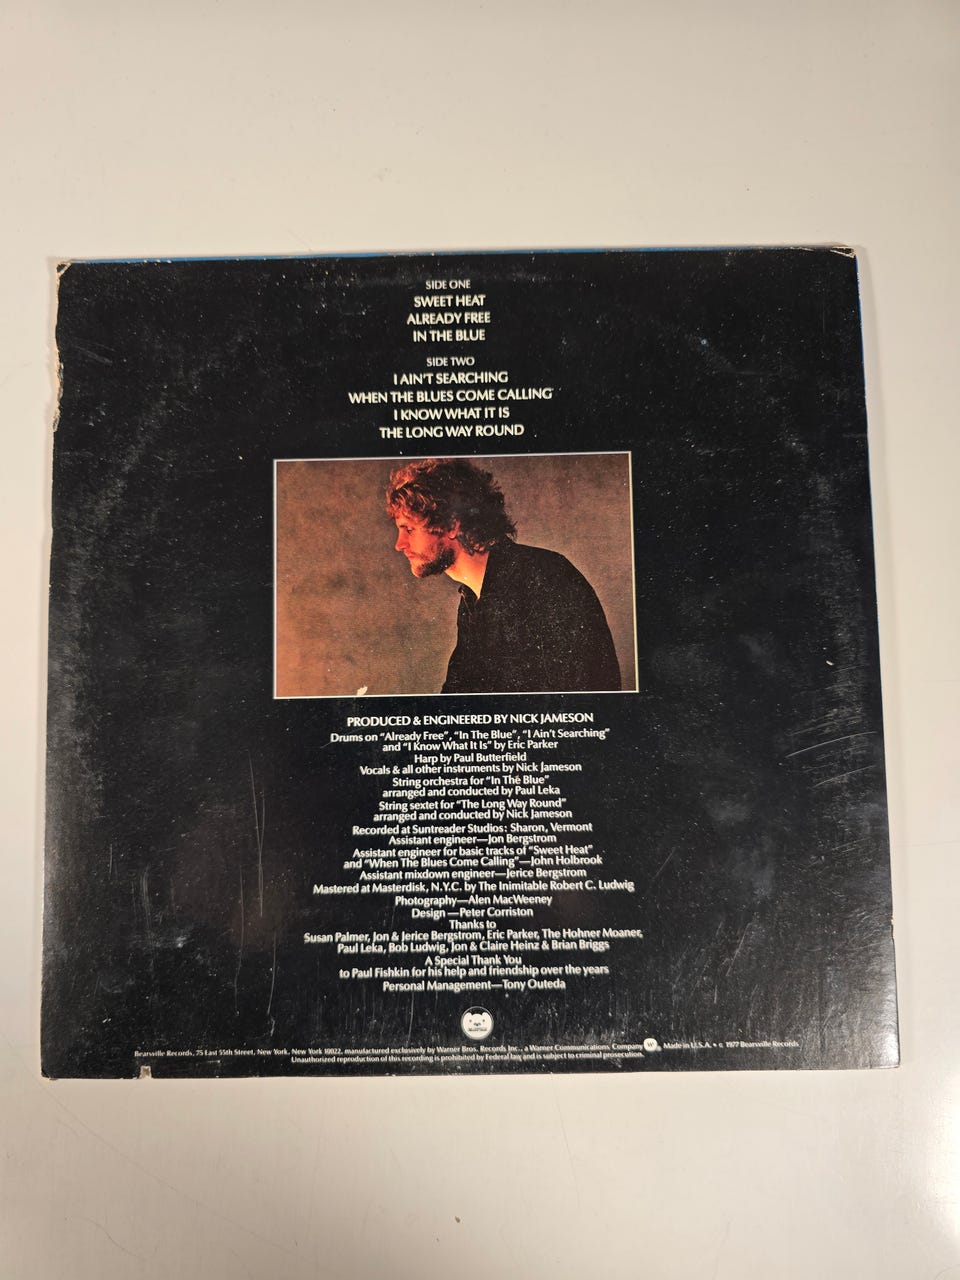 SIDE ONE
SWEET HEAT
ALREADY FREE
IN THE BLUE
SIDE TWO
I AIN'T SEARCHING
WHEN THE BLUES COME CALLING
I KNOW WHAT IT IS
THE LONG WAY ROUND
PRODUCED & ENGINEERED BY NICK JAMESON
Drums on "Already Free", "In The Blue", "I Ain't Searching"
and "I Know What It Is" by Eric Parker
Harp by Paul Butterfield
Vocals & all other instruments by Nick Jameson
String orchestra for "In The Blue"
arranged and conducted by Paul Leka
String sextet for "The Long Way Round"
arranged and conducted by Nick Jameson
Recorded at Suntreader Studios: Sharon, Vermont
Assistant engineer—Jon Bergstrom
Assistant engineer for basic tracks of "Sweet Heat"
and "When The Blues Come Calling"—John Holbrook
Assistant mixdown engineer—Jerice Bergstrom
Mastered at Masterdisk, N.Y.C. by The Inimitable Robert C. Ludwig
Photography—Alen MacWeeney
Design—Peter Corriston
Thanks to
Susan Palmer, Jon & Jerice Bergstrom, Eric Parker, The Hohner Moaner,
Paul Leka, Bob Ludwig, Jon & Claire Heinz & Brian Briggs
A Special Thank You
to Paul Fishkin for his help and friendship over the years
Personal Management—Tony Outeda
Bearsville Records, 75 East 55th Street, New York, New York 10022, manufactured exclusively by Warner Bros. Records Inc., a Warner Communications Company W. Made in U.S.A. • © 1977 Bearsville Records
Unauthorized reproduction of this recording is prohibited by Federal law and is subject to criminal prosecution.